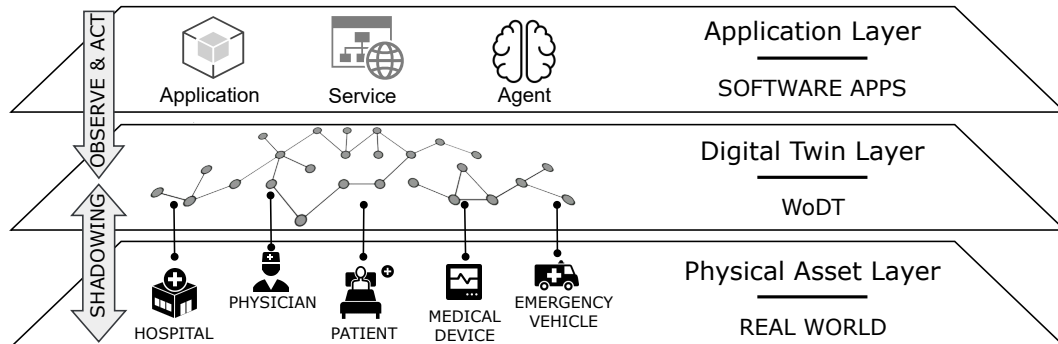 OBSERVE & ACT
Application
Service
Agent
Application Layer
SOFTWARE APPS
Digital Twin Layer
WoDT
SHADOWING
HOSPITAL
PHYSICIAN
PATIENT
MEDICAL
DEVICE
EMERGENCY
VEHICLE
Physical Asset Layer
REAL WORLD